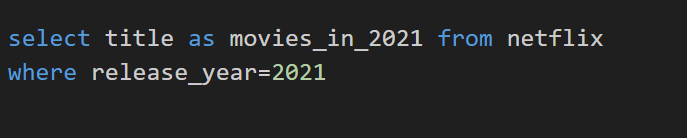 select title as movies_in_2021 from netflix
where release_year=2021